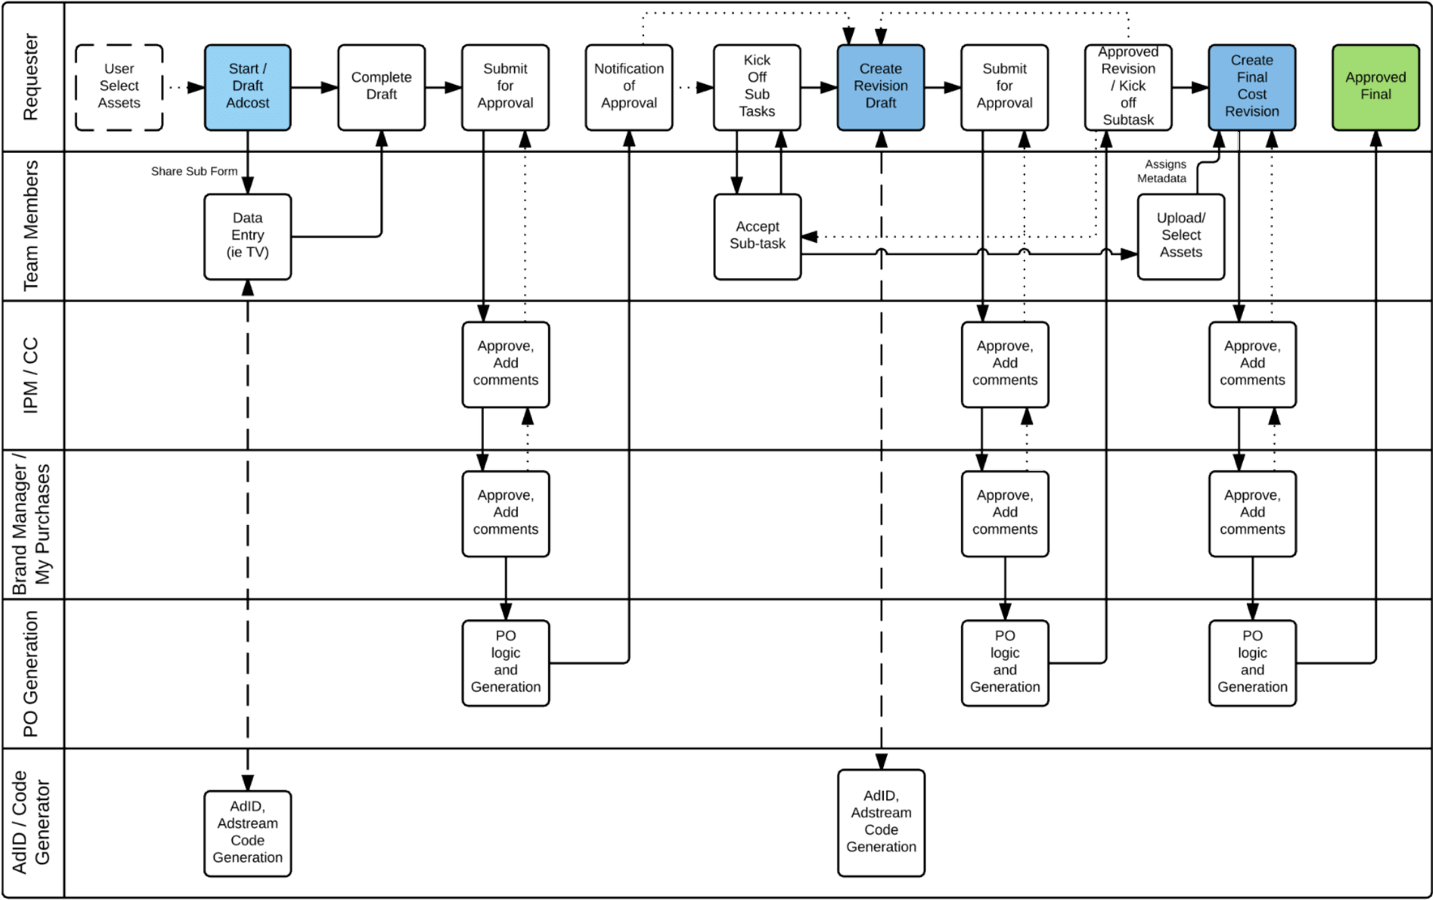 Requester
User
Select
Assets
Start /
Draft
Adcost
Complete
Draft
Submit
for
Approval
Notification
of
Approval
Kick
Off
Sub
Tasks
Create
Revision
Draft
Submit
for
Approval
Approved
Revision
/ Kick
off
Subtask
Create
Final
Cost
Revision
Approved
Final
Team Members
Share Sub Form
Data
Entry
(ie TV)
Accept
Sub-task
Assigns
Metadata
Upload/
Select
Assets
IPM / CC
Approve,
Add
comments
Approve,
Add
comments
Approve,
Add
comments
Brand Manager /
My Purchases
Approve,
Add
comments
Approve,
Add
comments
Approve,
Add
comments
PO Generation
PO
logic
and
Generation
PO
logic
and
Generation
PO
logic
and
Generation
AdID / Code
Generator
AdID,
Adstream
Code
Generation
AdID,
Adstream
Code
Generation